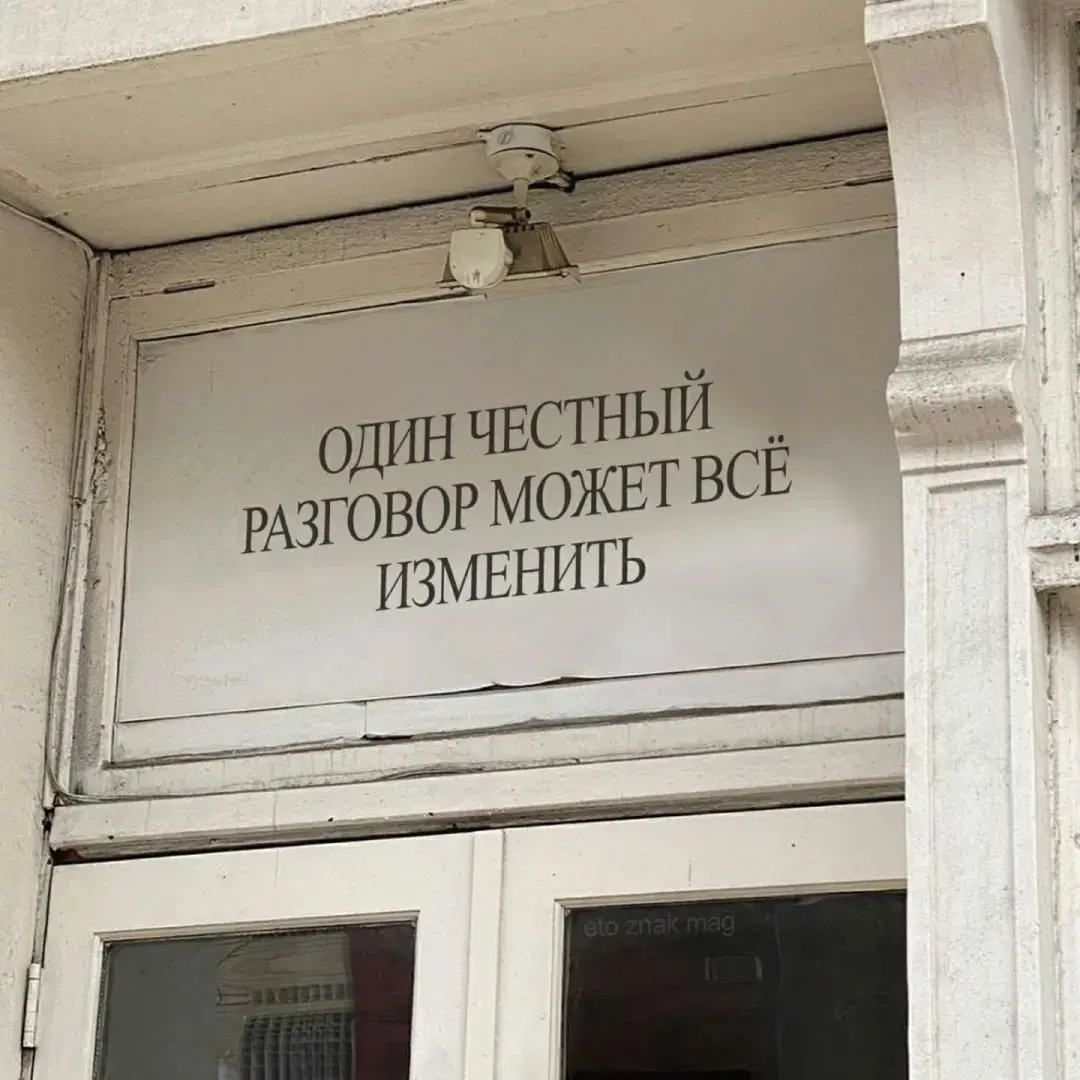 ОДИН ЧЕСТНЫЙ
РАЗГОВОР МОЖЕТ ВСЁ
ИЗМЕНИТЬ
eto znak mag